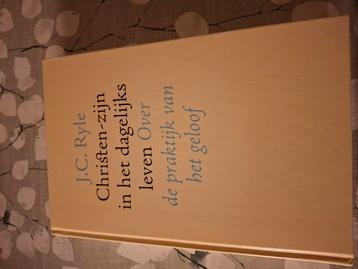 J.C. Ryle
Christen-zijn
in het dagelijks
leven Over
de praktijk van
het geloof